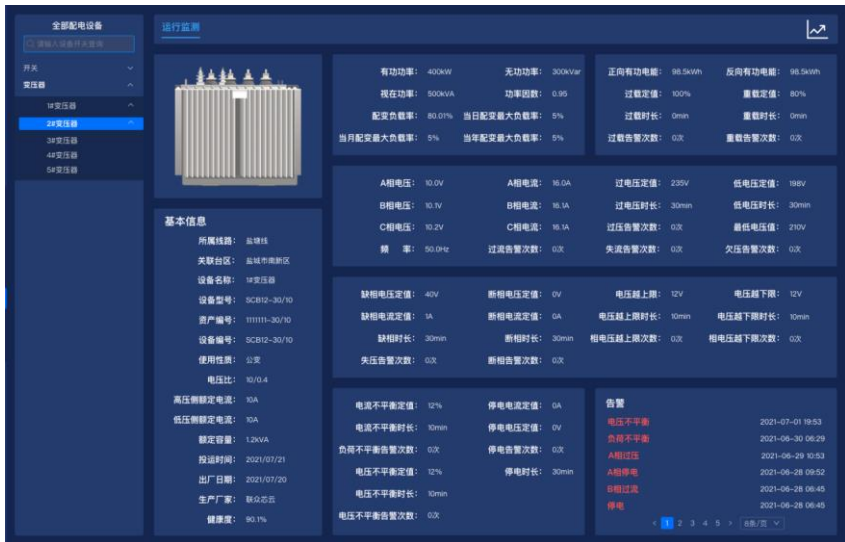 全部配电设备
请输入设备开关查询
开关
变压器
1#变压器
2#变压器
3#变压器
4#变压器
5#变压器
运行监测
基本信息
所属线路： 盐塘线
关联台区： 盐城市南新区
设备名称： 1#变压器
设备型号： SCB12-30/10
资产编号： 1111111-30/10
设备编号： SCB12-30/10
使用性质： 公变
电压比： 10/0.4
高压侧额定电流： 10A
低压侧额定电流： 10A
额定容量： 1.2kVA
投运时间： 2021/07/21
出厂日期： 2021/07/20
生产厂家： 联众芯云
健康度： 90.1%
有功功率： 400kW 无功功率： 300kVar
视在功率： 500kVA 功率因数： 0.95
配变负载率： 80.01% 当日配变最大负载率： 5%
当月配变最大负载率： 5% 当年配变最大负载率： 5%
正向有功电能： 98.5kWh 反向有功电能： 98.5kWh
过载定值： 100% 重载定值： 80%
过载时长： 0min 重载时长： 0min
过载告警次数： 0次 重载告警次数： 0次
A相电压： 10.0V A相电流： 16.0A 过电压定值： 235V 低电压定值： 198V
B相电压： 10.1V B相电流： 16.1A 过电压时长： 30min 低电压时长： 30min
C相电压： 10.2V C相电流： 16.1A 过压告警次数： 0次 最低电压值： 210V
频 率： 50.0Hz 过流告警次数： 0次 失流告警次数： 0次 欠压告警次数： 0次
缺相电压定值： 40V 断相电压定值： 0V 电压越上限： 12V 电压越下限： 12V
缺相电流定值： 1A 断相电流定值： 0A 电压越上限时长： 10min 电压越下限时长： 10min
缺相时长： 30min 断相时长： 30min 相电压越上限次数： 0次 相电压越下限次数： 0次
失压告警次数： 0次 断相告警次数： 0次
电流不平衡定值： 12% 停电电流定值： 0A
电流不平衡时长： 10min 停电电压定值： 0V
负荷不平衡告警次数： 0次 停电告警次数： 0次
电压不平衡定值： 12% 停电时长： 30min
电压不平衡时长： 10min
电压不平衡告警次数： 0次
告警
电压不平衡 2021-07-01 19:53
负荷不平衡 2021-06-30 06:29
A相过压 2021-06-29 10:53
A相停电 2021-06-28 09:52
B相过流 2021-06-28 06:45
停电 2021-06-28 06:45
< 1 2 3 4 5 > 8条/页